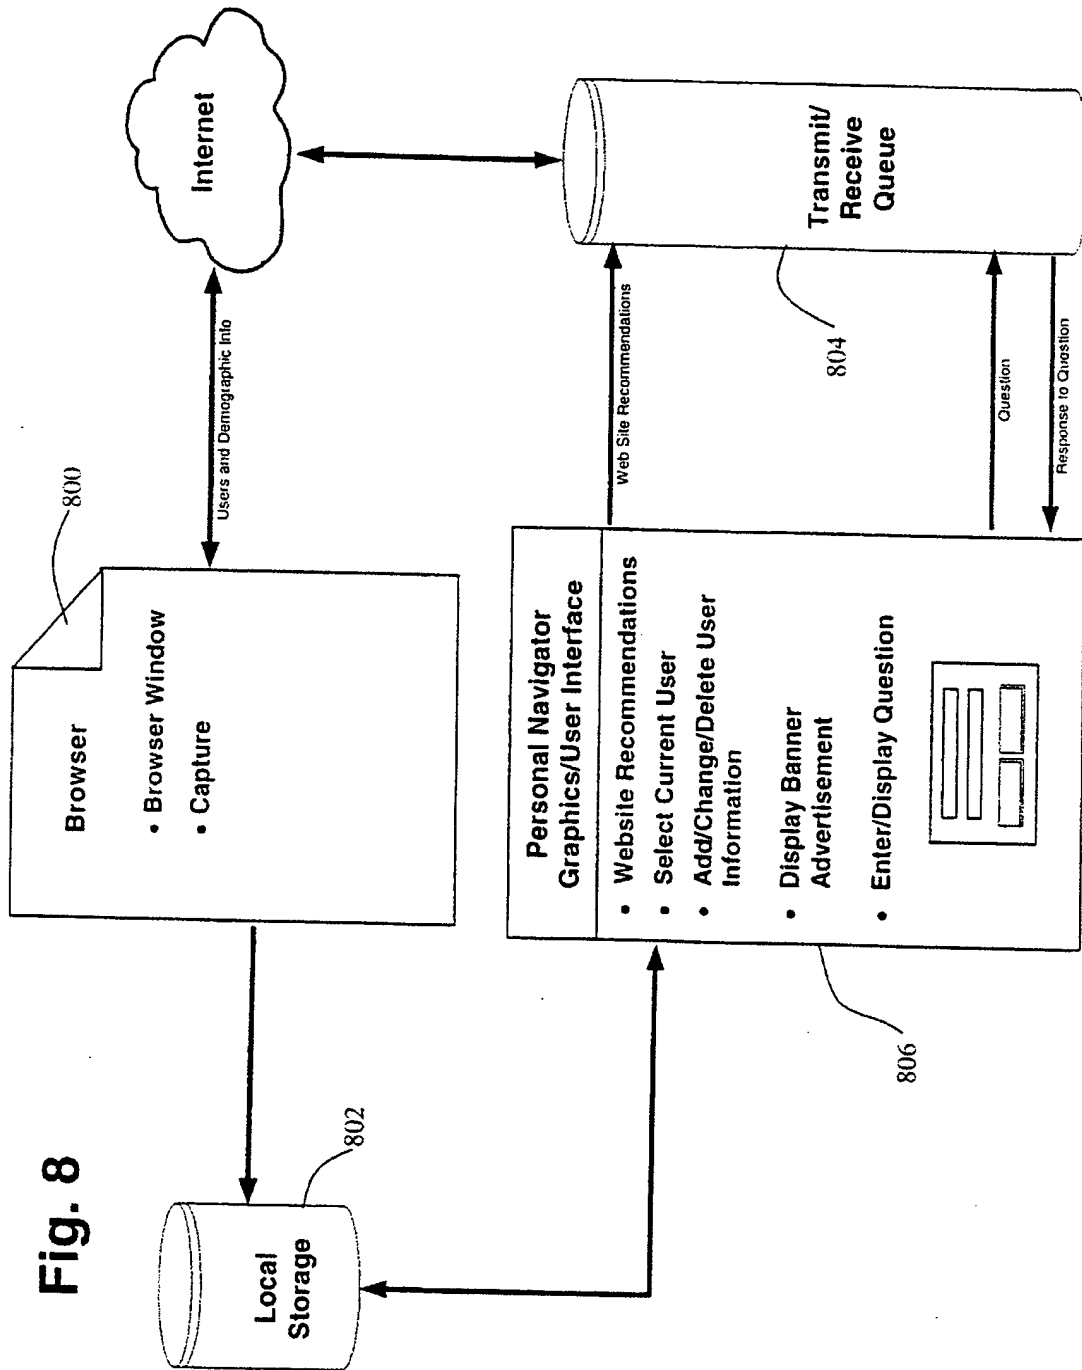 Fig. 8
Local
Storage
802
Browser
• Browser Window
• Capture
800
Users and Demographic Info
Internet
Personal Navigator
Graphics/User Interface
• Website Recommendations
• Select Current User
• Add/Change/Delete User
Information
• Display Banner
Advertisement
• Enter/Display Question
806
Web Site Recommendations
Question
Response to Question
804
Transmit/
Receive
Queue